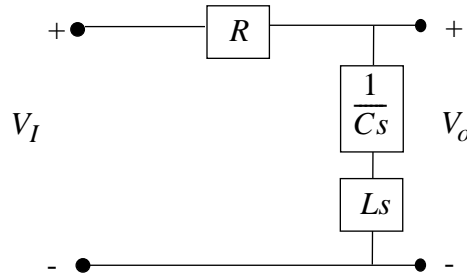 + R +
1
V_I Cs V_o
Ls
- -